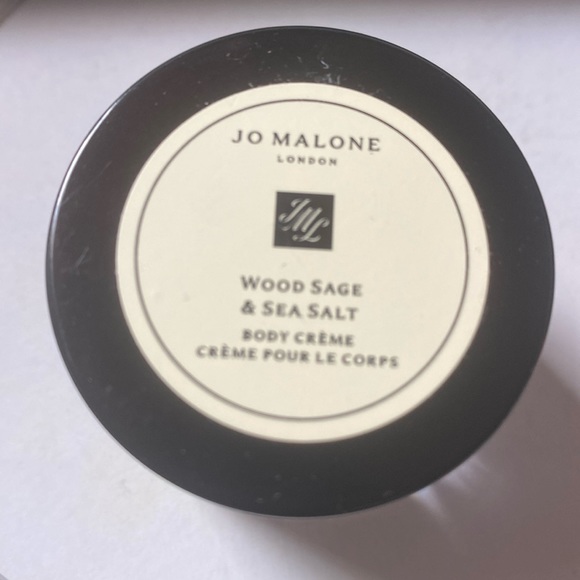 JO MALONE
LONDON
JML
WOOD SAGE
& SEA SALT
BODY CRÈME
CRÈME POUR LE CORPS